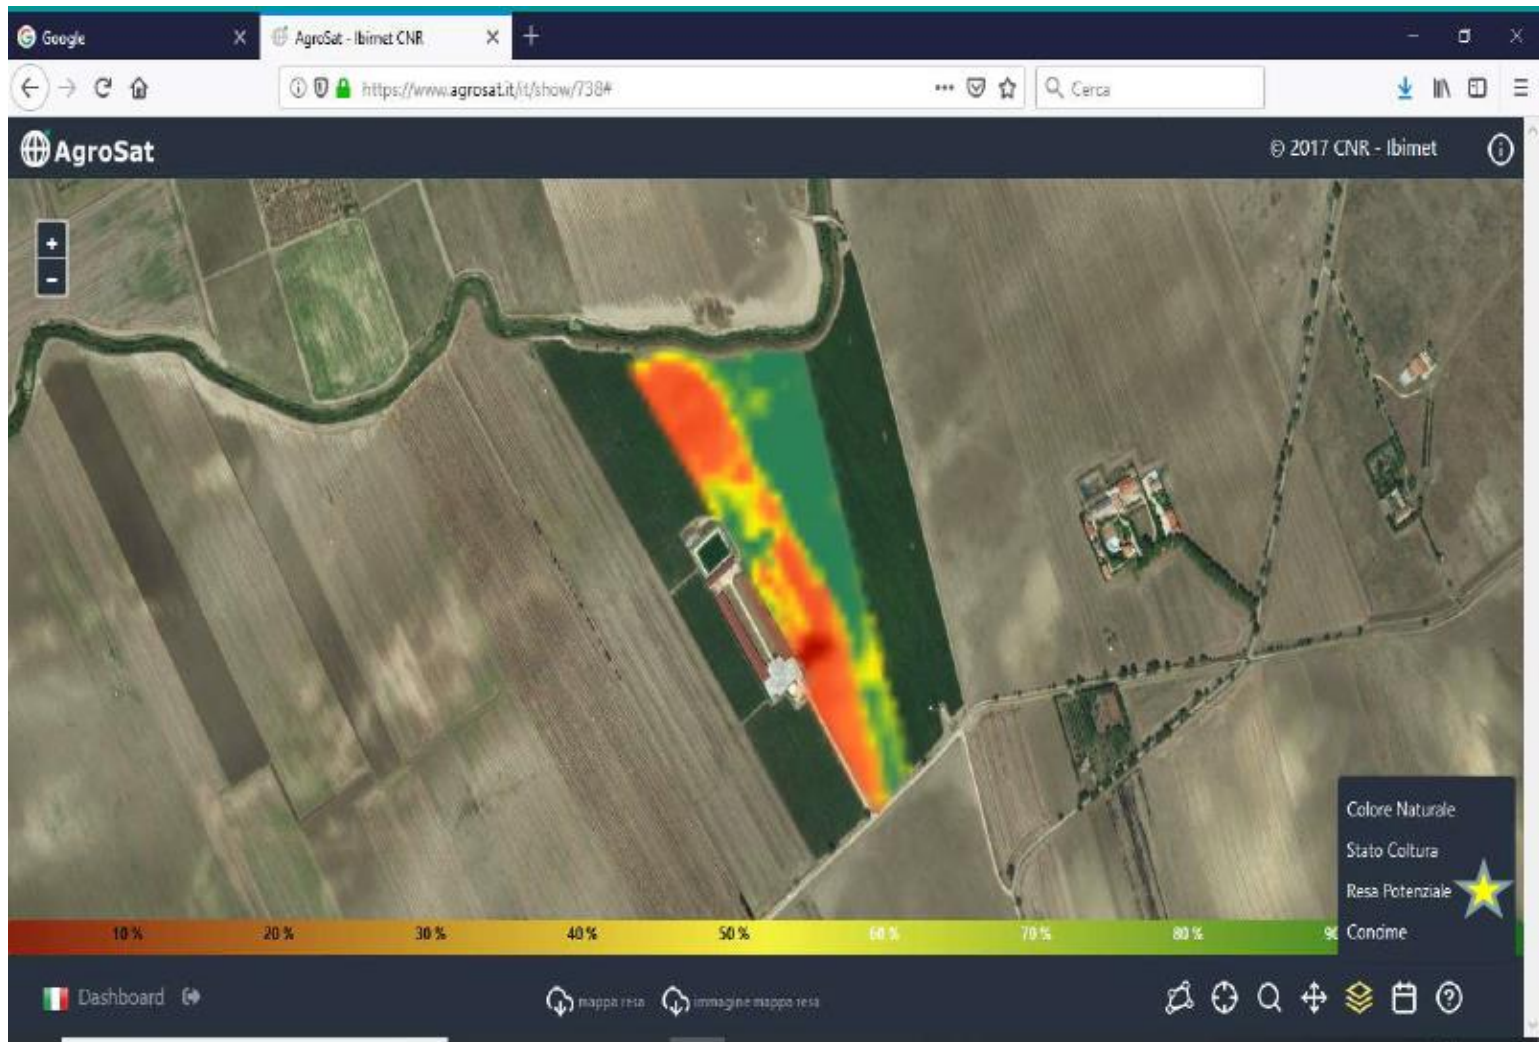 Google
AgroSat - Ibimet CNR
https://www.agrosat.it/it/show/738#
Cerca
AgroSat
© 2017 CNR - Ibimet
+
-
Colore Naturale
Stato Coltura
Resa Potenziale
Concime
10 % 20 % 30 % 40 % 50 % 60 % 70 % 80 % 90
Dashboard
mappa resa
immagine mappa resa